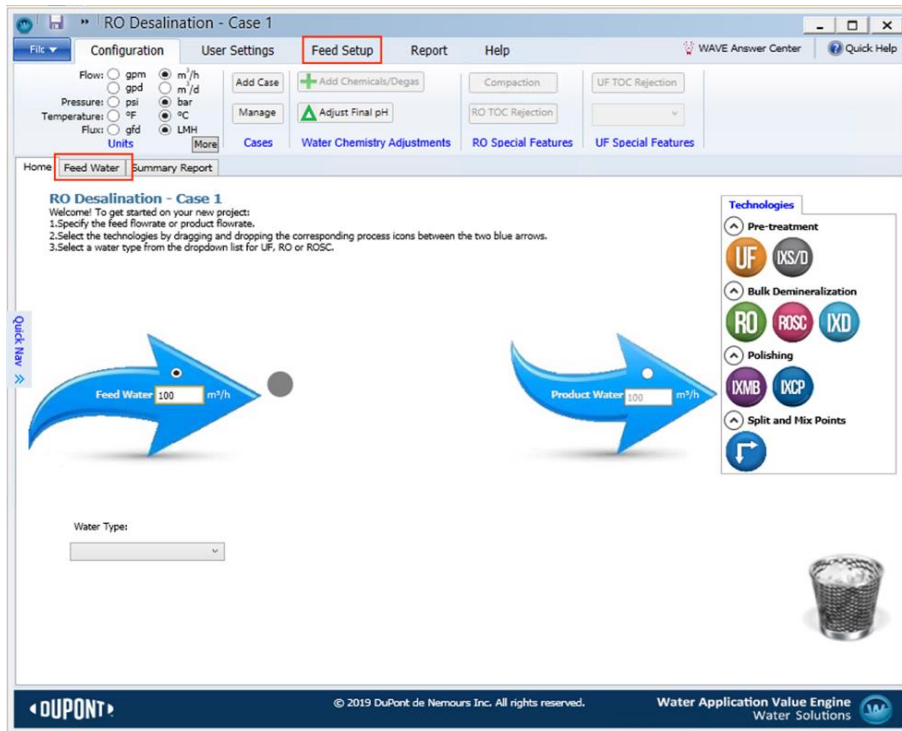 RO Desalination - Case 1
File Configuration User Settings Feed Setup Report Help WAVE Answer Center Quick Help
Flow: gpm m³/h
gpd m³/d
Pressure: psi bar
Temperature: °F °C
Flux: gfd LMH
Units More
Add Case
Manage
Cases
Add Chemicals/Degas
Adjust Final pH
Water Chemistry Adjustments
Compaction
RO TOC Rejection
RO Special Features
UF TOC Rejection
UF Special Features
Home Feed Water Summary Report
RO Desalination - Case 1
Welcome! To get started on your new project:
1.Specify the feed flowrate or product flowrate.
2.Select the technologies by dragging and dropping the corresponding process icons between the two blue arrows.
3.Select a water type from the dropdown list for UF, RO or ROSC.
Quick Nav
Feed Water 100 m³/h
Product Water 100 m³/h
Water Type:
Technologies
Pre-treatment
UF IXS/D
Bulk Demineralization
RO ROSC IXD
Polishing
IXMB IXCP
Split and Mix Points
DUPONT
© 2019 DuPont de Nemours Inc. All rights reserved.
Water Application Value Engine
Water Solutions